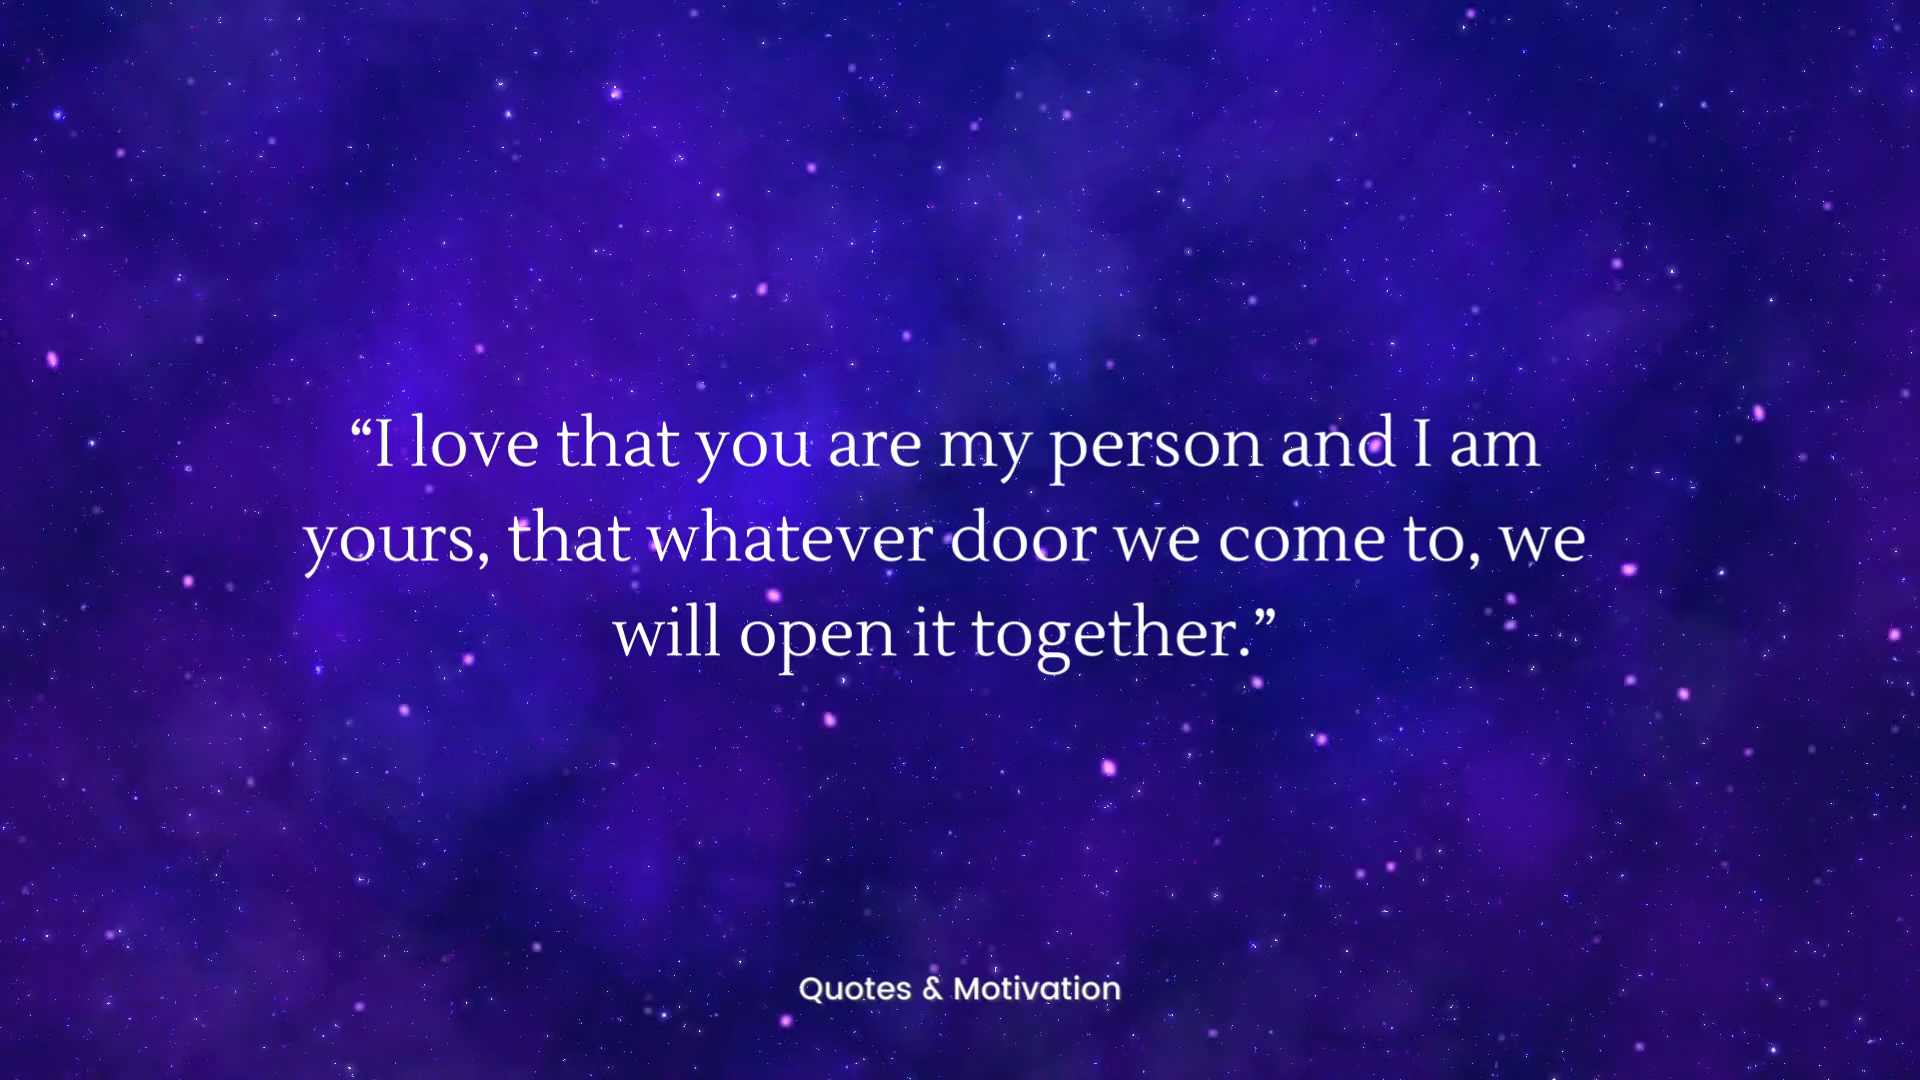 “I love that you are my person and I am
yours, that whatever door we come to, we
will open it together.”
Quotes & Motivation